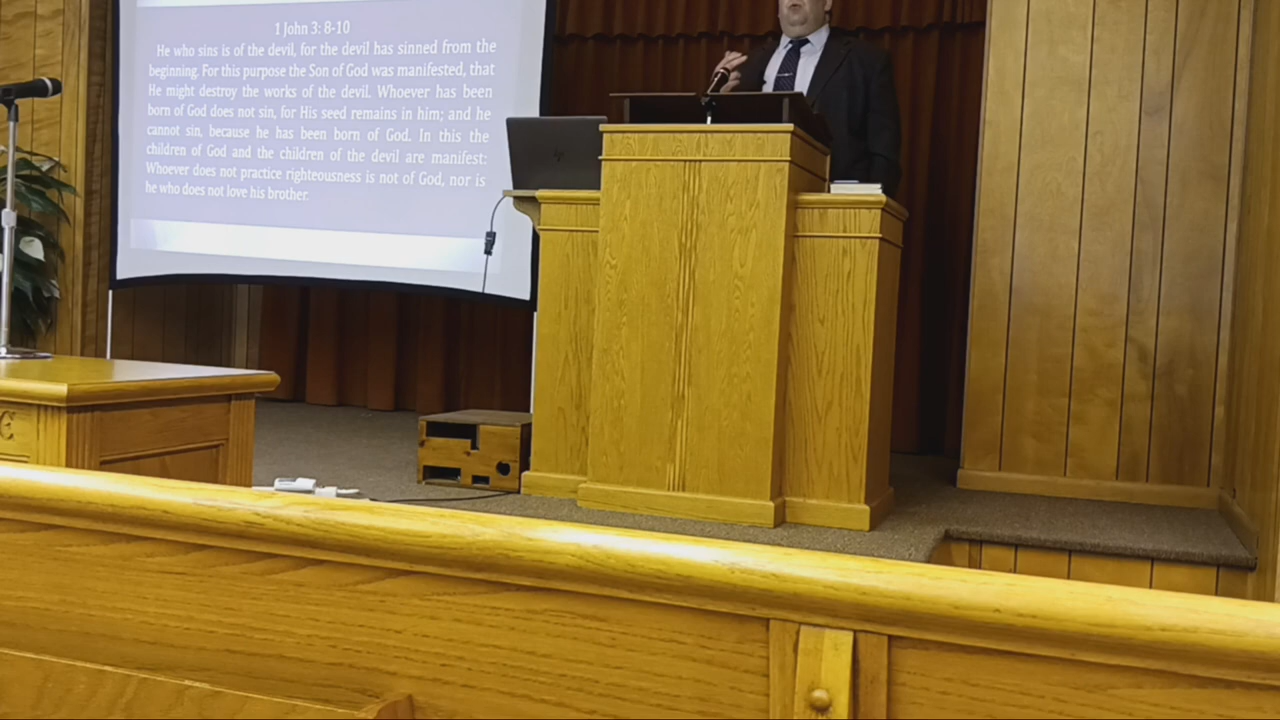 1 John 3: 8-10
He who sins is of the devil, for the devil has sinned from the
beginning. For this purpose the Son of God was manifested, that
He might destroy the works of the devil. Whoever has been
born of God does not sin, for His seed remains in him; and he
cannot sin, because he has been born of God. In this the
children of God and the children of the devil are manifest:
Whoever does not practice righteousness is not of God, nor is
he who does not love his brother.